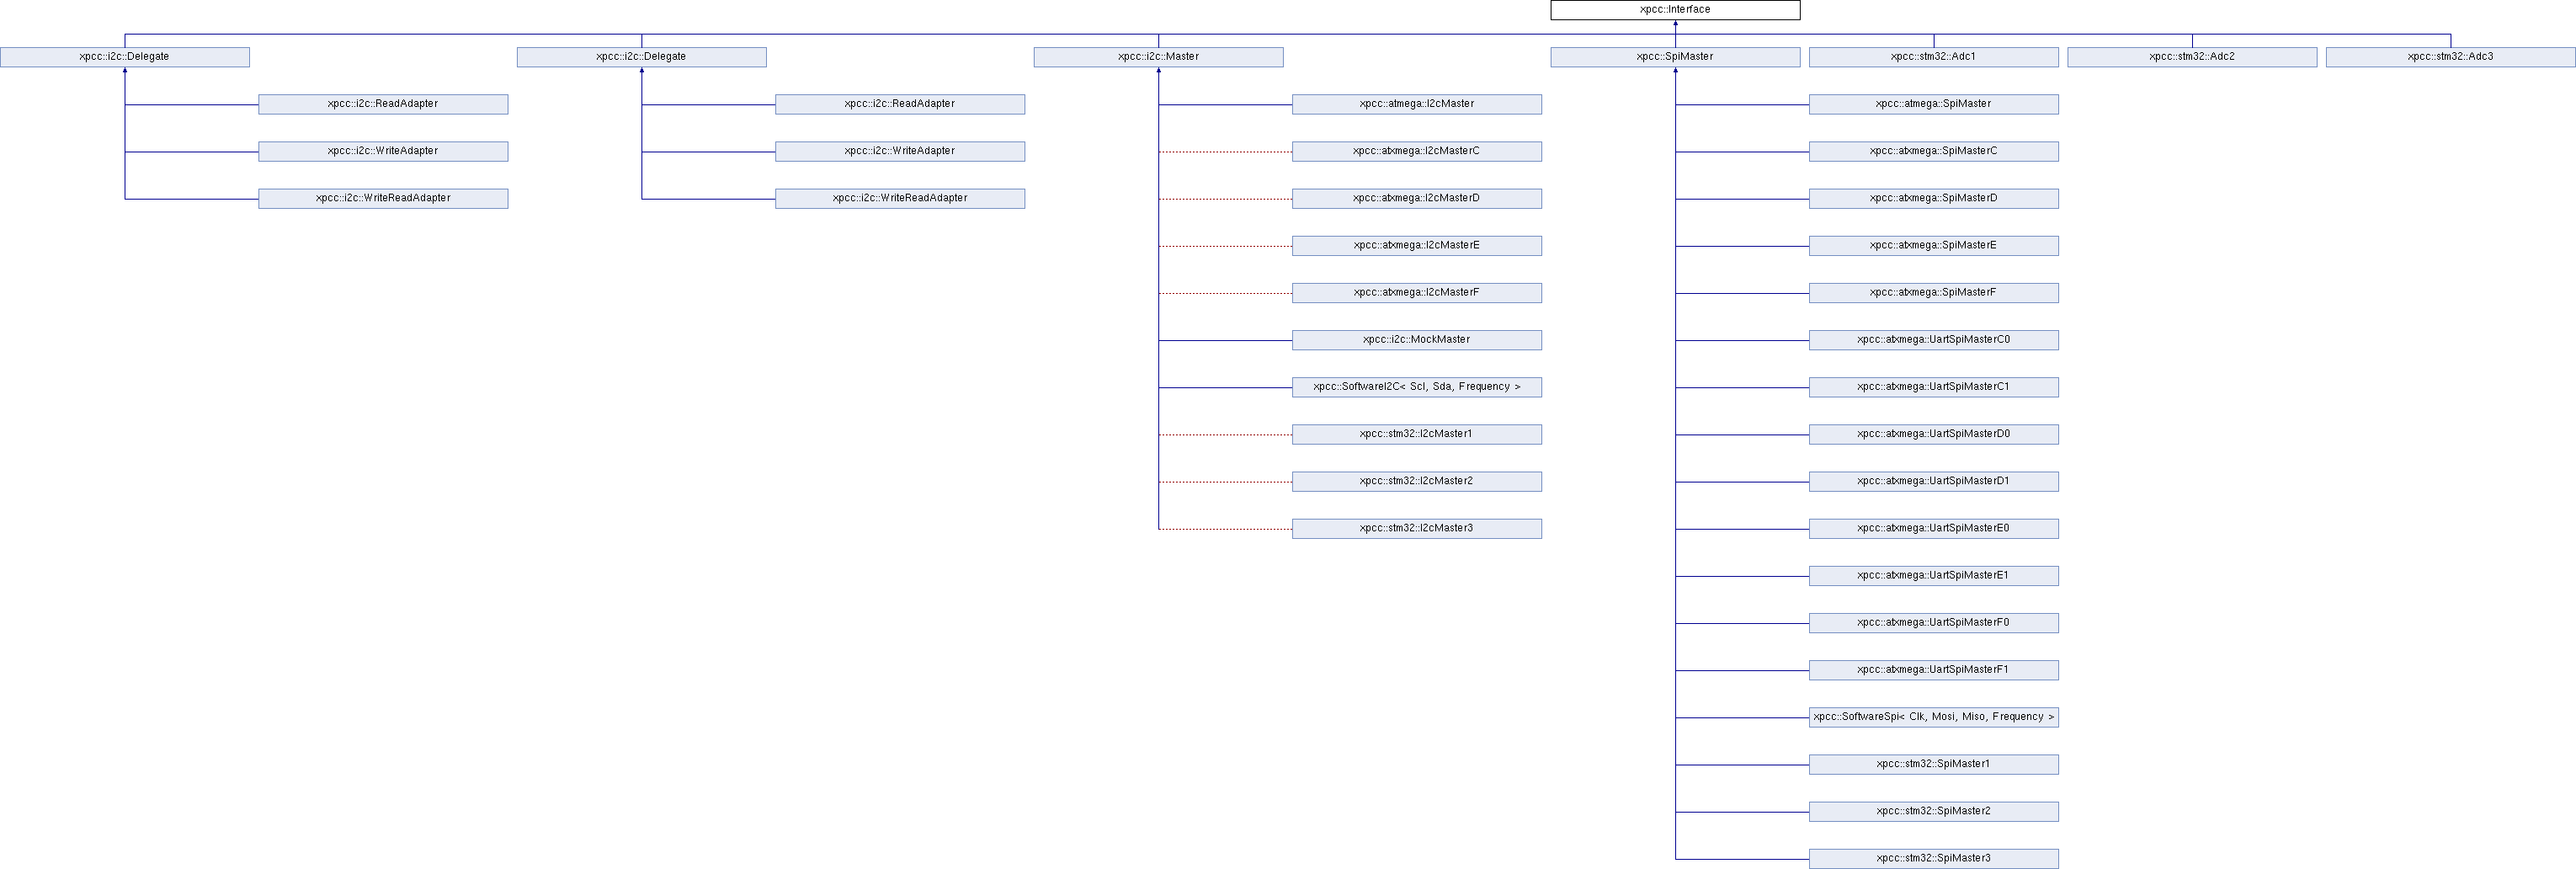 xpcc::Interface
xpcc::i2c::Delegate
xpcc::i2c::Delegate
xpcc::i2c::Master
xpcc::SpiMaster
xpcc::stm32::Adc1
xpcc::stm32::Adc2
xpcc::stm32::Adc3
xpcc::i2c::ReadAdapter
xpcc::i2c::WriteAdapter
xpcc::i2c::WriteReadAdapter
xpcc::i2c::ReadAdapter
xpcc::i2c::WriteAdapter
xpcc::i2c::WriteReadAdapter
xpcc::atmega::I2cMaster
xpcc::atxmega::I2cMasterC
xpcc::atxmega::I2cMasterD
xpcc::atxmega::I2cMasterE
xpcc::atxmega::I2cMasterF
xpcc::i2c::MockMaster
xpcc::SoftwareI2C< Scl, Sda, Frequency >
xpcc::stm32::I2cMaster1
xpcc::stm32::I2cMaster2
xpcc::stm32::I2cMaster3
xpcc::atmega::SpiMaster
xpcc::atxmega::SpiMasterC
xpcc::atxmega::SpiMasterD
xpcc::atxmega::SpiMasterE
xpcc::atxmega::SpiMasterF
xpcc::atxmega::UartSpiMasterC0
xpcc::atxmega::UartSpiMasterC1
xpcc::atxmega::UartSpiMasterD0
xpcc::atxmega::UartSpiMasterD1
xpcc::atxmega::UartSpiMasterE0
xpcc::atxmega::UartSpiMasterE1
xpcc::atxmega::UartSpiMasterF0
xpcc::atxmega::UartSpiMasterF1
xpcc::SoftwareSpi< Clk, Mosi, Miso, Frequency >
xpcc::stm32::SpiMaster1
xpcc::stm32::SpiMaster2
xpcc::stm32::SpiMaster3